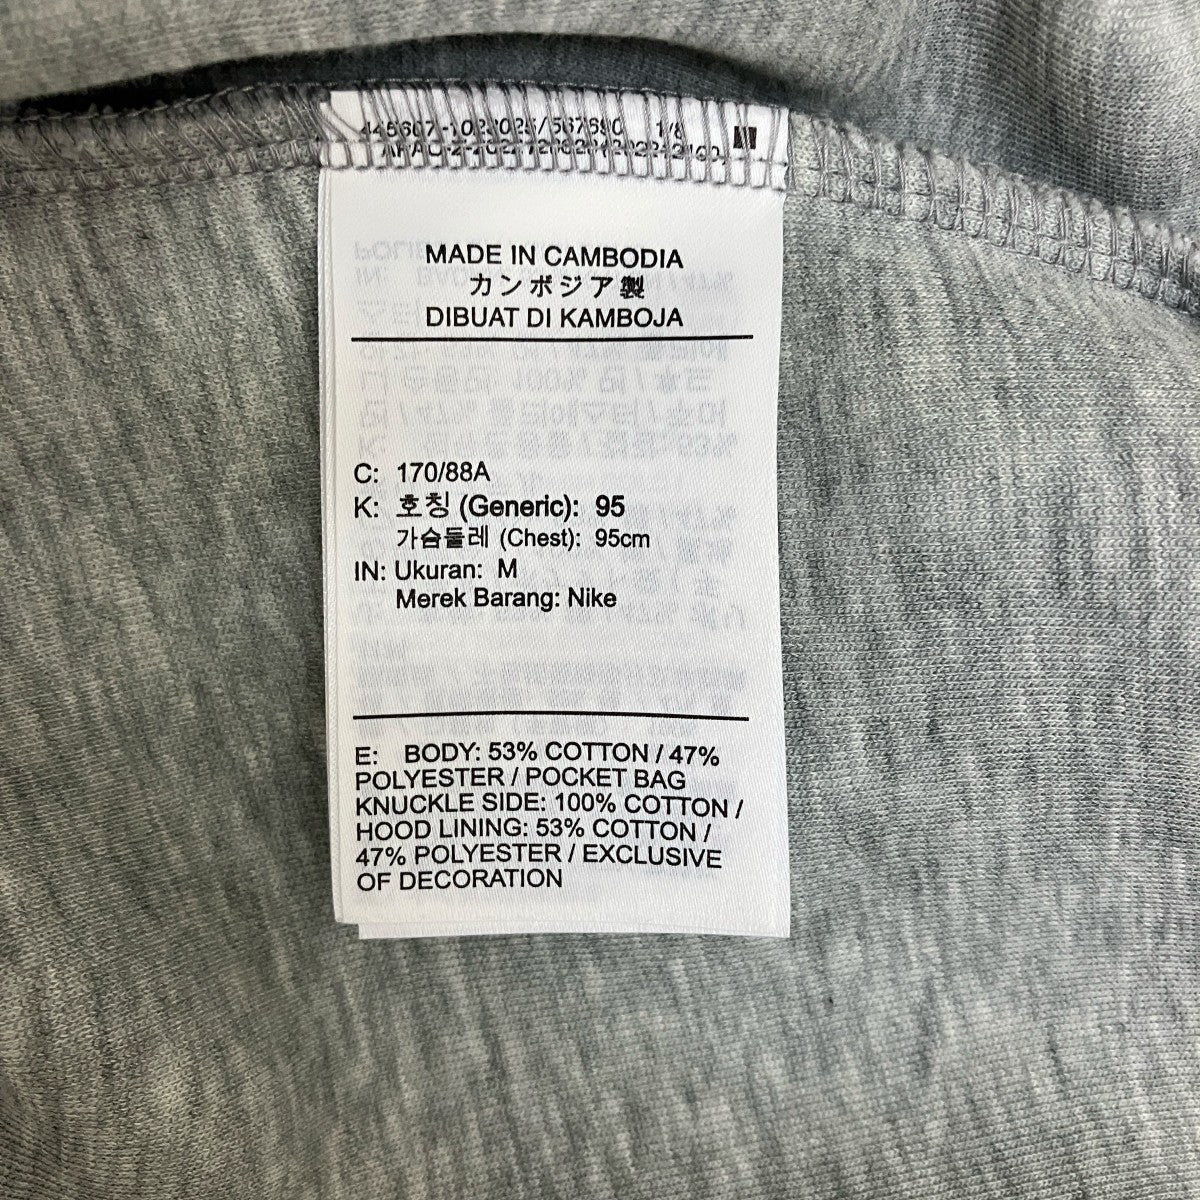 MADE IN CAMBODIA
カンボジア製
DIBUAT DI KAMBOJA
C: 170/88A
K: 호칭 (Generic): 95
가슴둘레 (Chest): 95cm
IN: Ukuran: M
Merek Barang: Nike
E: BODY: 53% COTTON / 47%
POLYESTER / POCKET BAG
KNUCKLE SIDE: 100% COTTON /
HOOD LINING: 53% COTTON /
47% POLYESTER / EXCLUSIVE
OF DECORATION